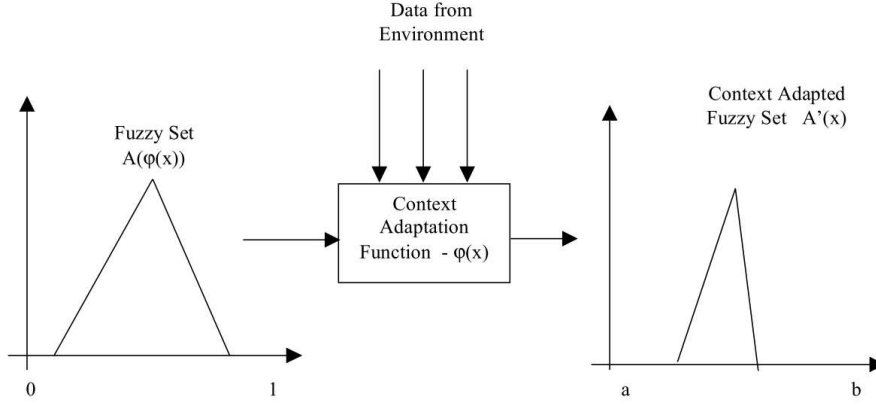 Data from
Environment
Fuzzy Set
A(φ(x))
Context
Adaptation
Function - φ(x)
Context Adapted
Fuzzy Set A’(x)
0
1
a
b